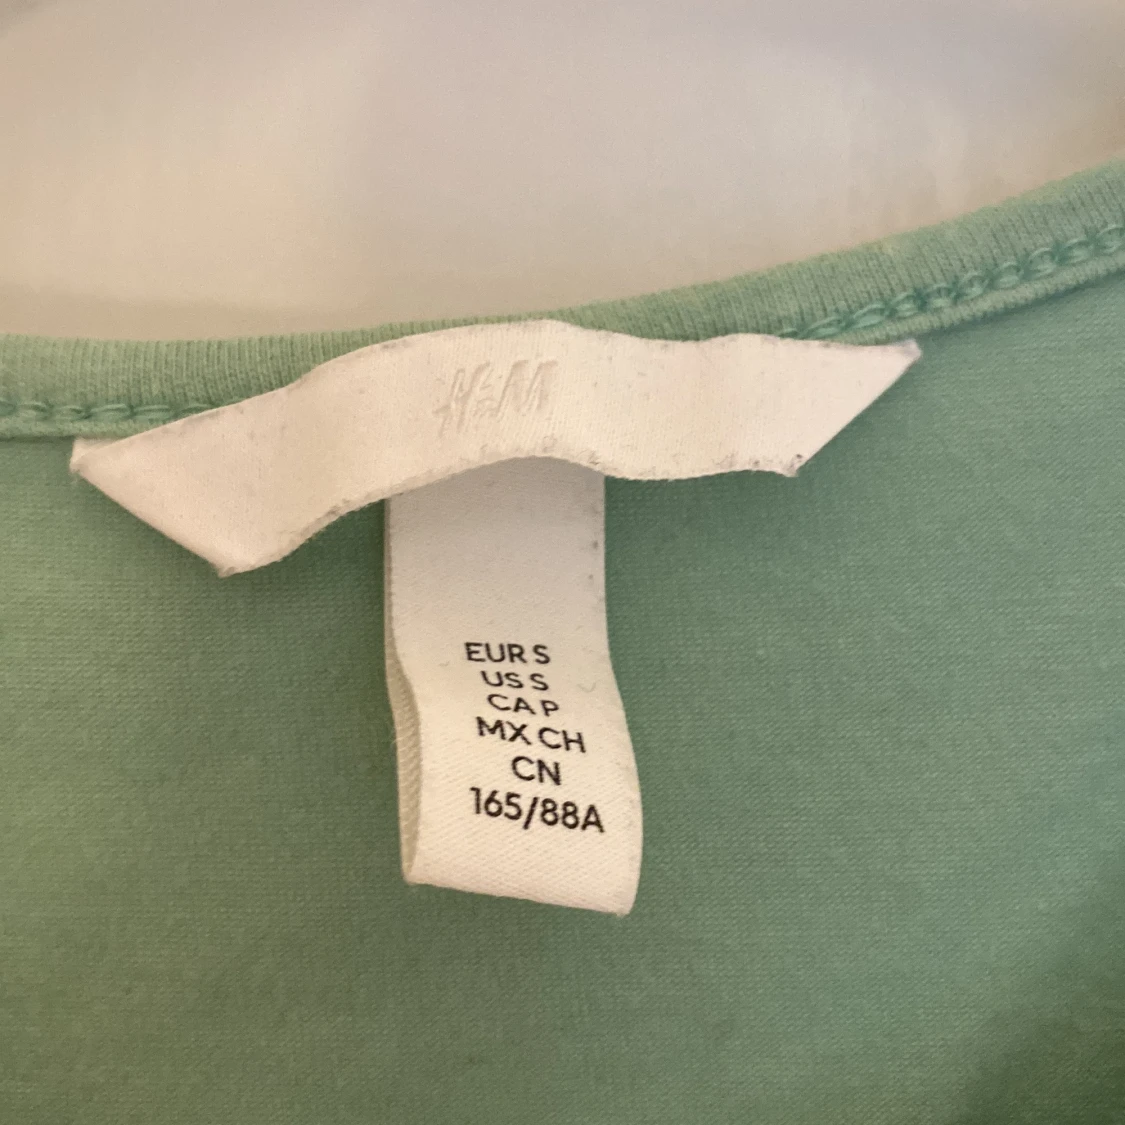 H&M
EUR S
US S
CA P
MX CH
CN
165/88A